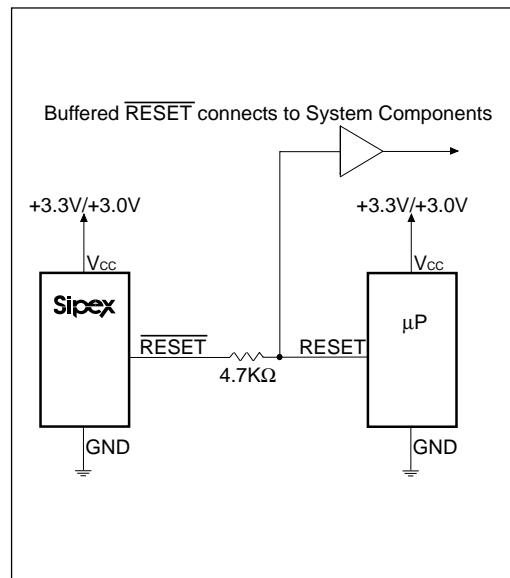 Buffered RESET connects to System Components
+3.3V/+3.0V
+3.3V/+3.0V
VCC
VCC
Sipex
μP
RESET
RESET
4.7KΩ
GND
GND